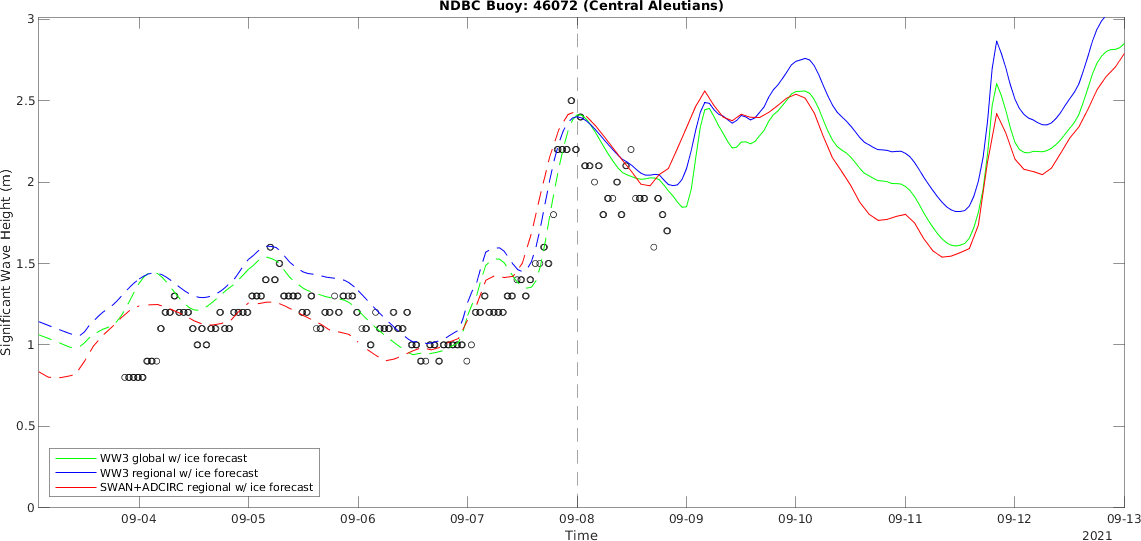 NDBC Buoy: 46072 (Central Aleutians)
Significant Wave Height (m)
3
2.5
2
1.5
1
0.5
0
WW3 global w/ ice forecast
WW3 regional w/ ice forecast
SWAN+ADCIRC regional w/ ice forecast
09-04 09-05 09-06 09-07 09-08 09-09 09-10 09-11 09-12 09-13
Time 2021